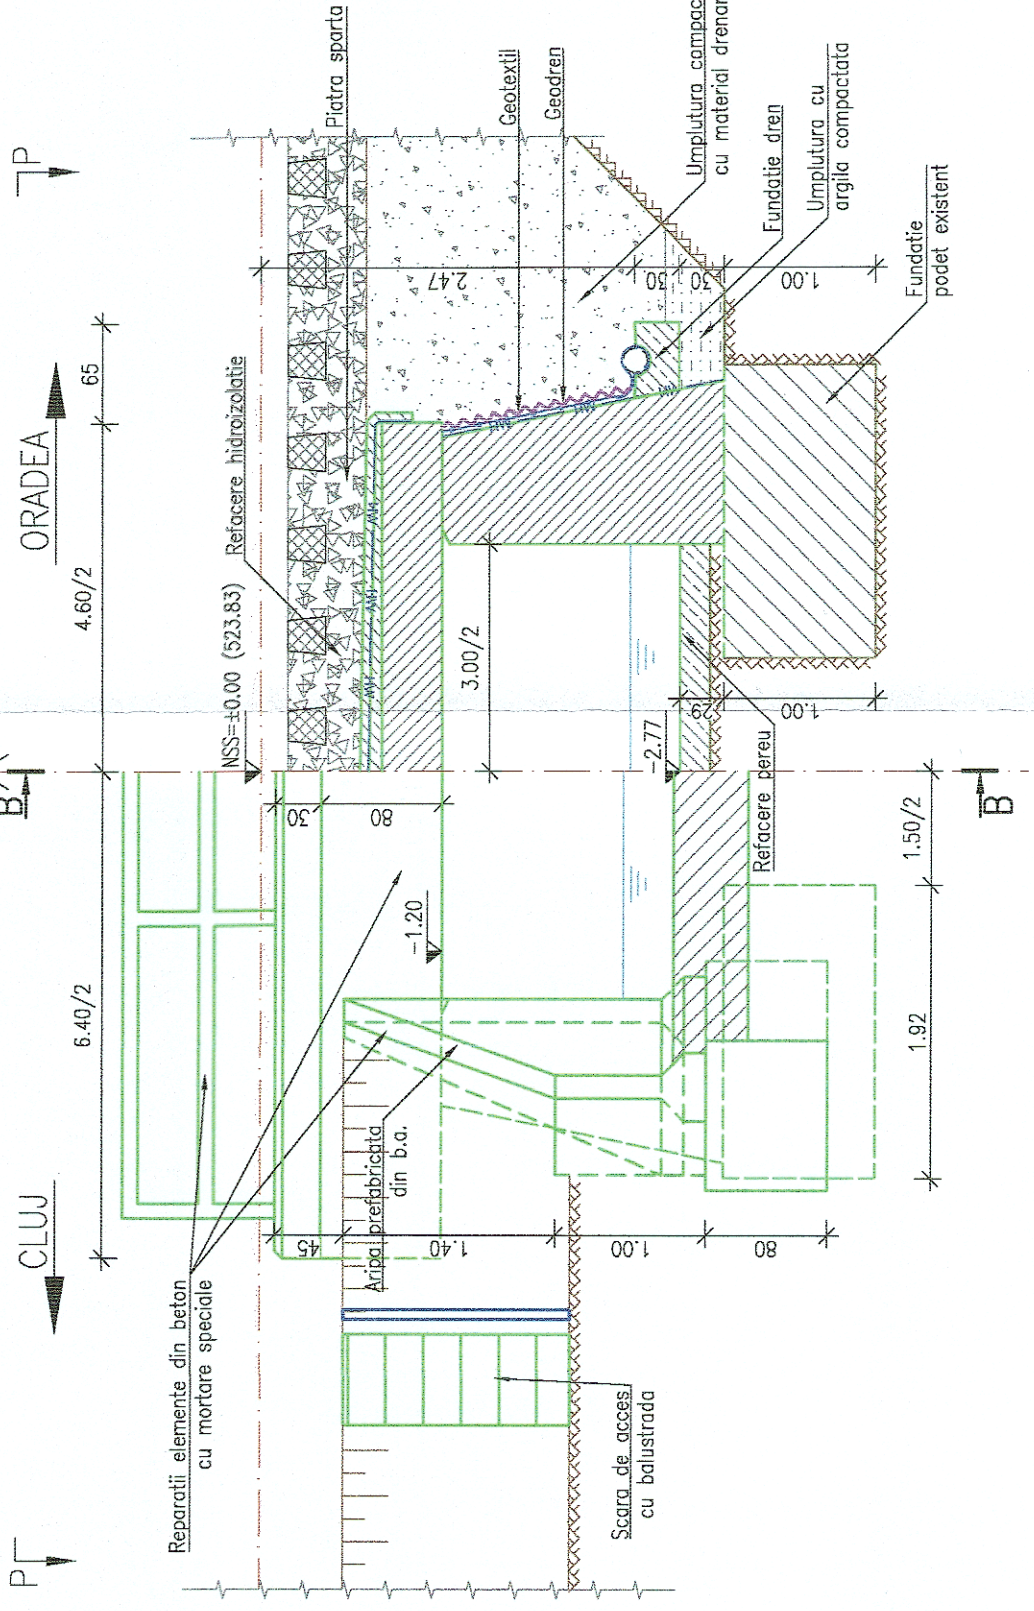 P
P
CLUJ
ORADEA
B
6.40/2
4.60/2
65
Reparatii elemente din beton
cu mortare speciale
NSS=±0.00 (523.83)
Refacere hidroizolatie
Piatra sparta
Geotextil
Geodren
Umplutura compac
cu material drenan
Fundatie dren
Umplutura cu
argila compactata
Fundatie
podet existent
30
80
-1.20
3.00/2
-2.77
29
1.00
2.47
30
30
1.00
45
1.40
1.00
80
Aripa prefabricata
din b.a.
Scara de acces
cu balustrada
Refacere pereu
1.92
1.50/2
B